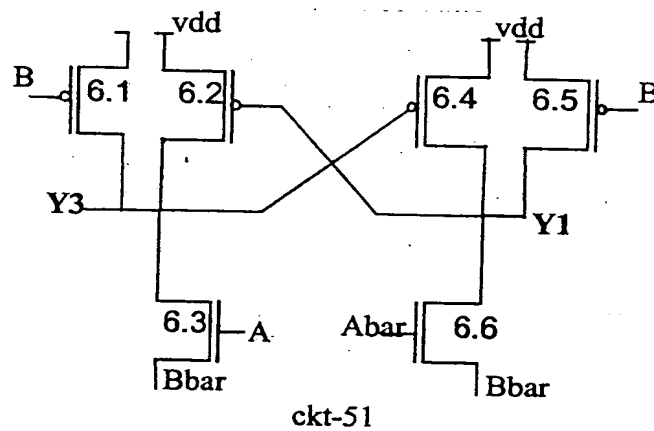 vdd vdd
B 6.1 6.2 6.4 6.5 B
Y3 Y1
6.3 A Abar 6.6
Bbar Bbar
ckt-51